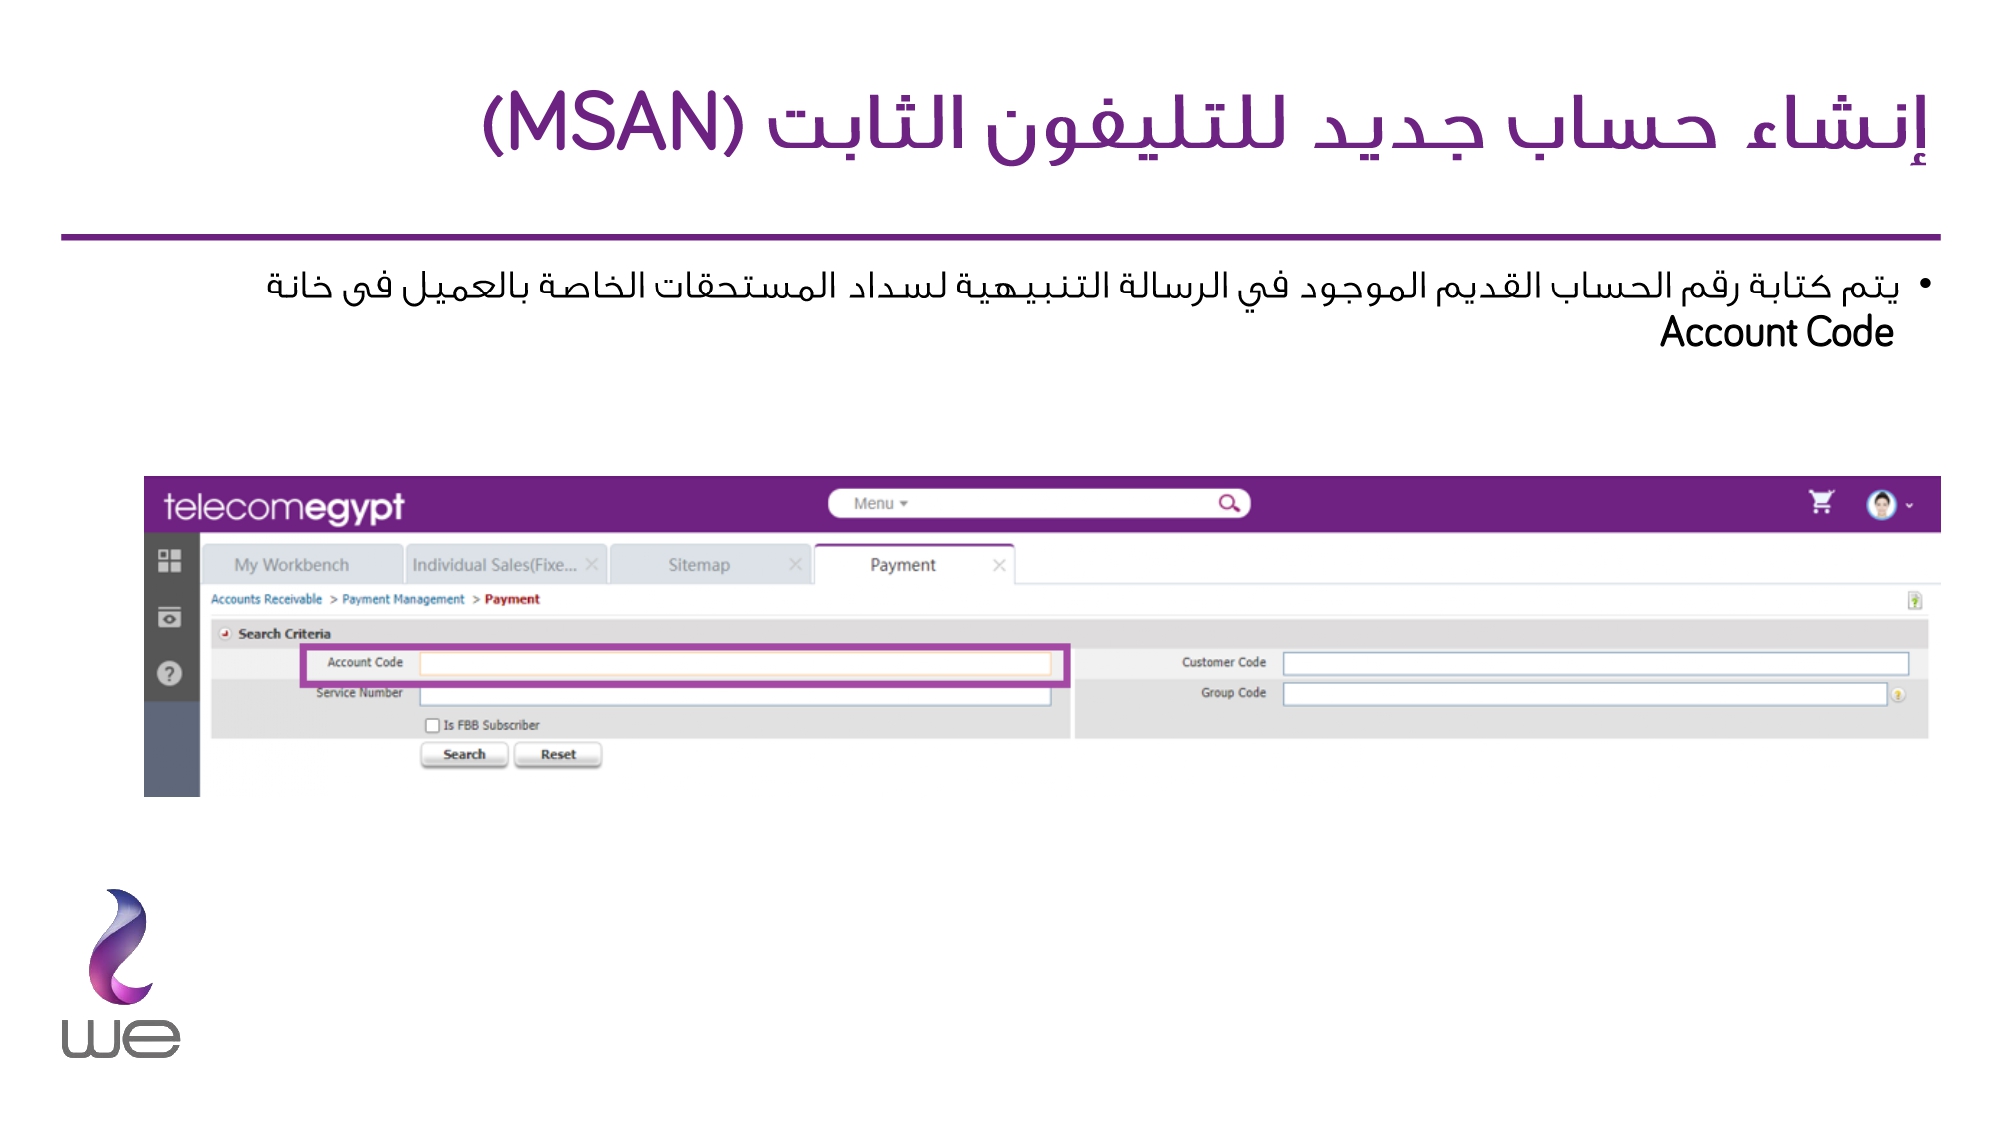 إنشاء حساب جديد للتليفون الثابت (MSAN)
• يتم كتابة رقم الحساب القديم الموجود في الرسالة التنبيهية لسداد المستحقات الخاصة بالعميل فى خانة
Account Code
telecomegypt
Menu
My Workbench
Individual Sales(Fixe...
Sitemap
Payment
Accounts Receivable > Payment Management > Payment
Search Criteria
Account Code
Customer Code
Service Number
Group Code
Is FBB Subscriber
Search
Reset
we